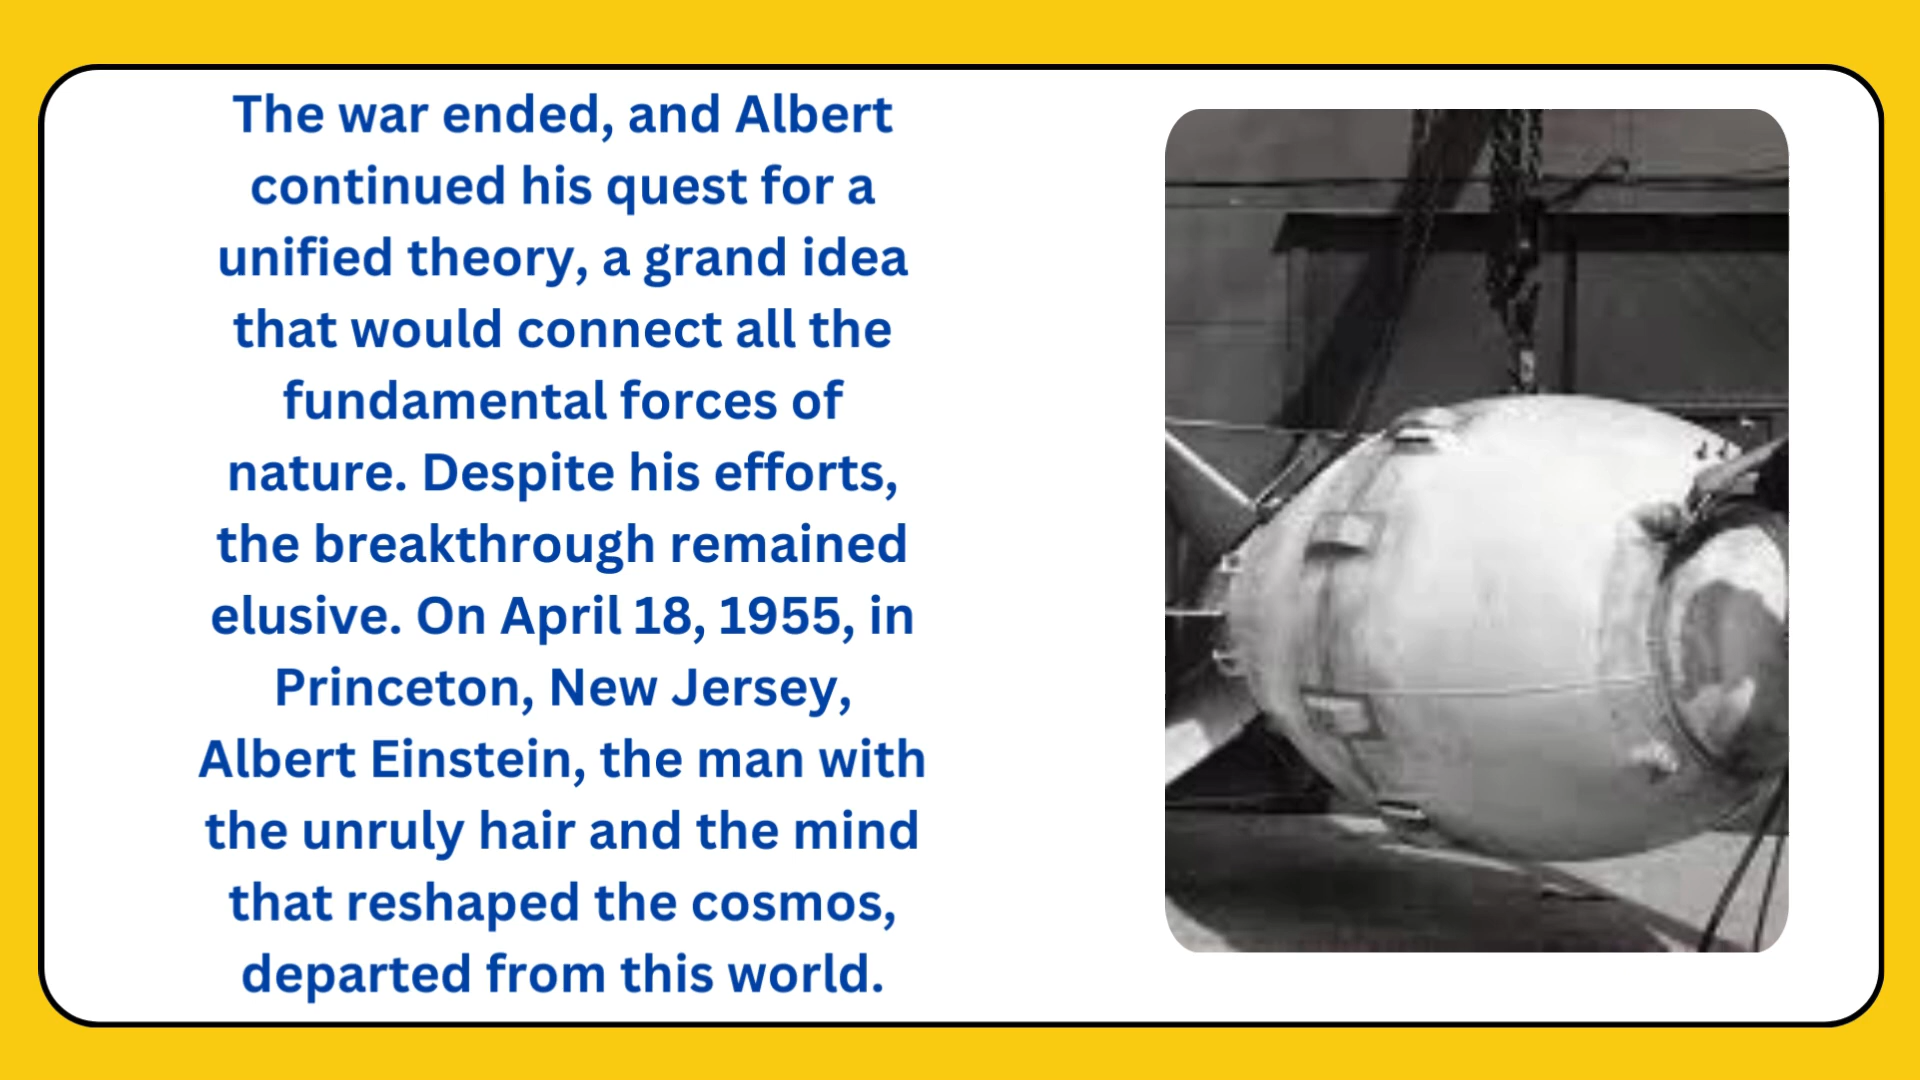 The war ended, and Albert
continued his quest for a
unified theory, a grand idea
that would connect all the
fundamental forces of
nature. Despite his efforts,
the breakthrough remained
elusive. On April 18, 1955, in
Princeton, New Jersey,
Albert Einstein, the man with
the unruly hair and the mind
that reshaped the cosmos,
departed from this world.